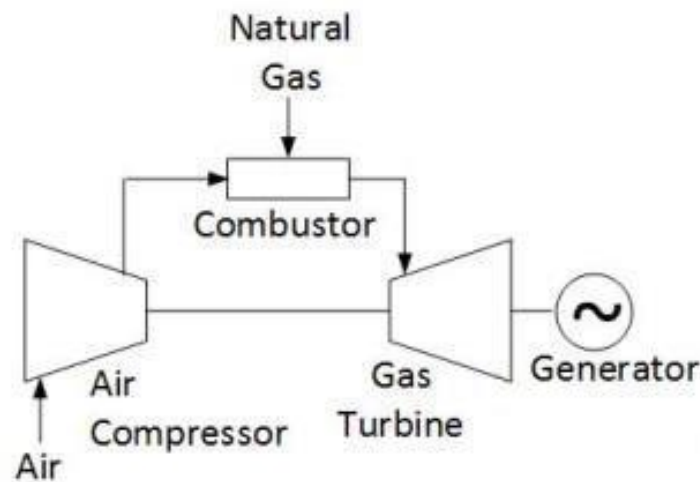 Natural
Gas
Combustor
Air
Compressor
Gas
Turbine
Generator
Air